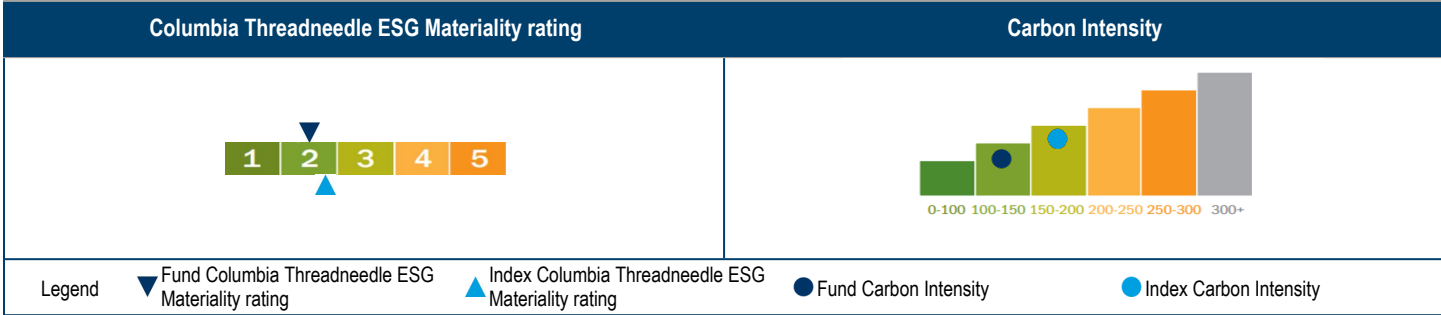 Columbia Threadneedle ESG Materiality rating
Carbon Intensity
1 2 3 4 5
0-100 100-150 150-200 200-250 250-300 300+
Legend
Fund Columbia Threadneedle ESG
Materiality rating
Index Columbia Threadneedle ESG
Materiality rating
Fund Carbon Intensity
Index Carbon Intensity